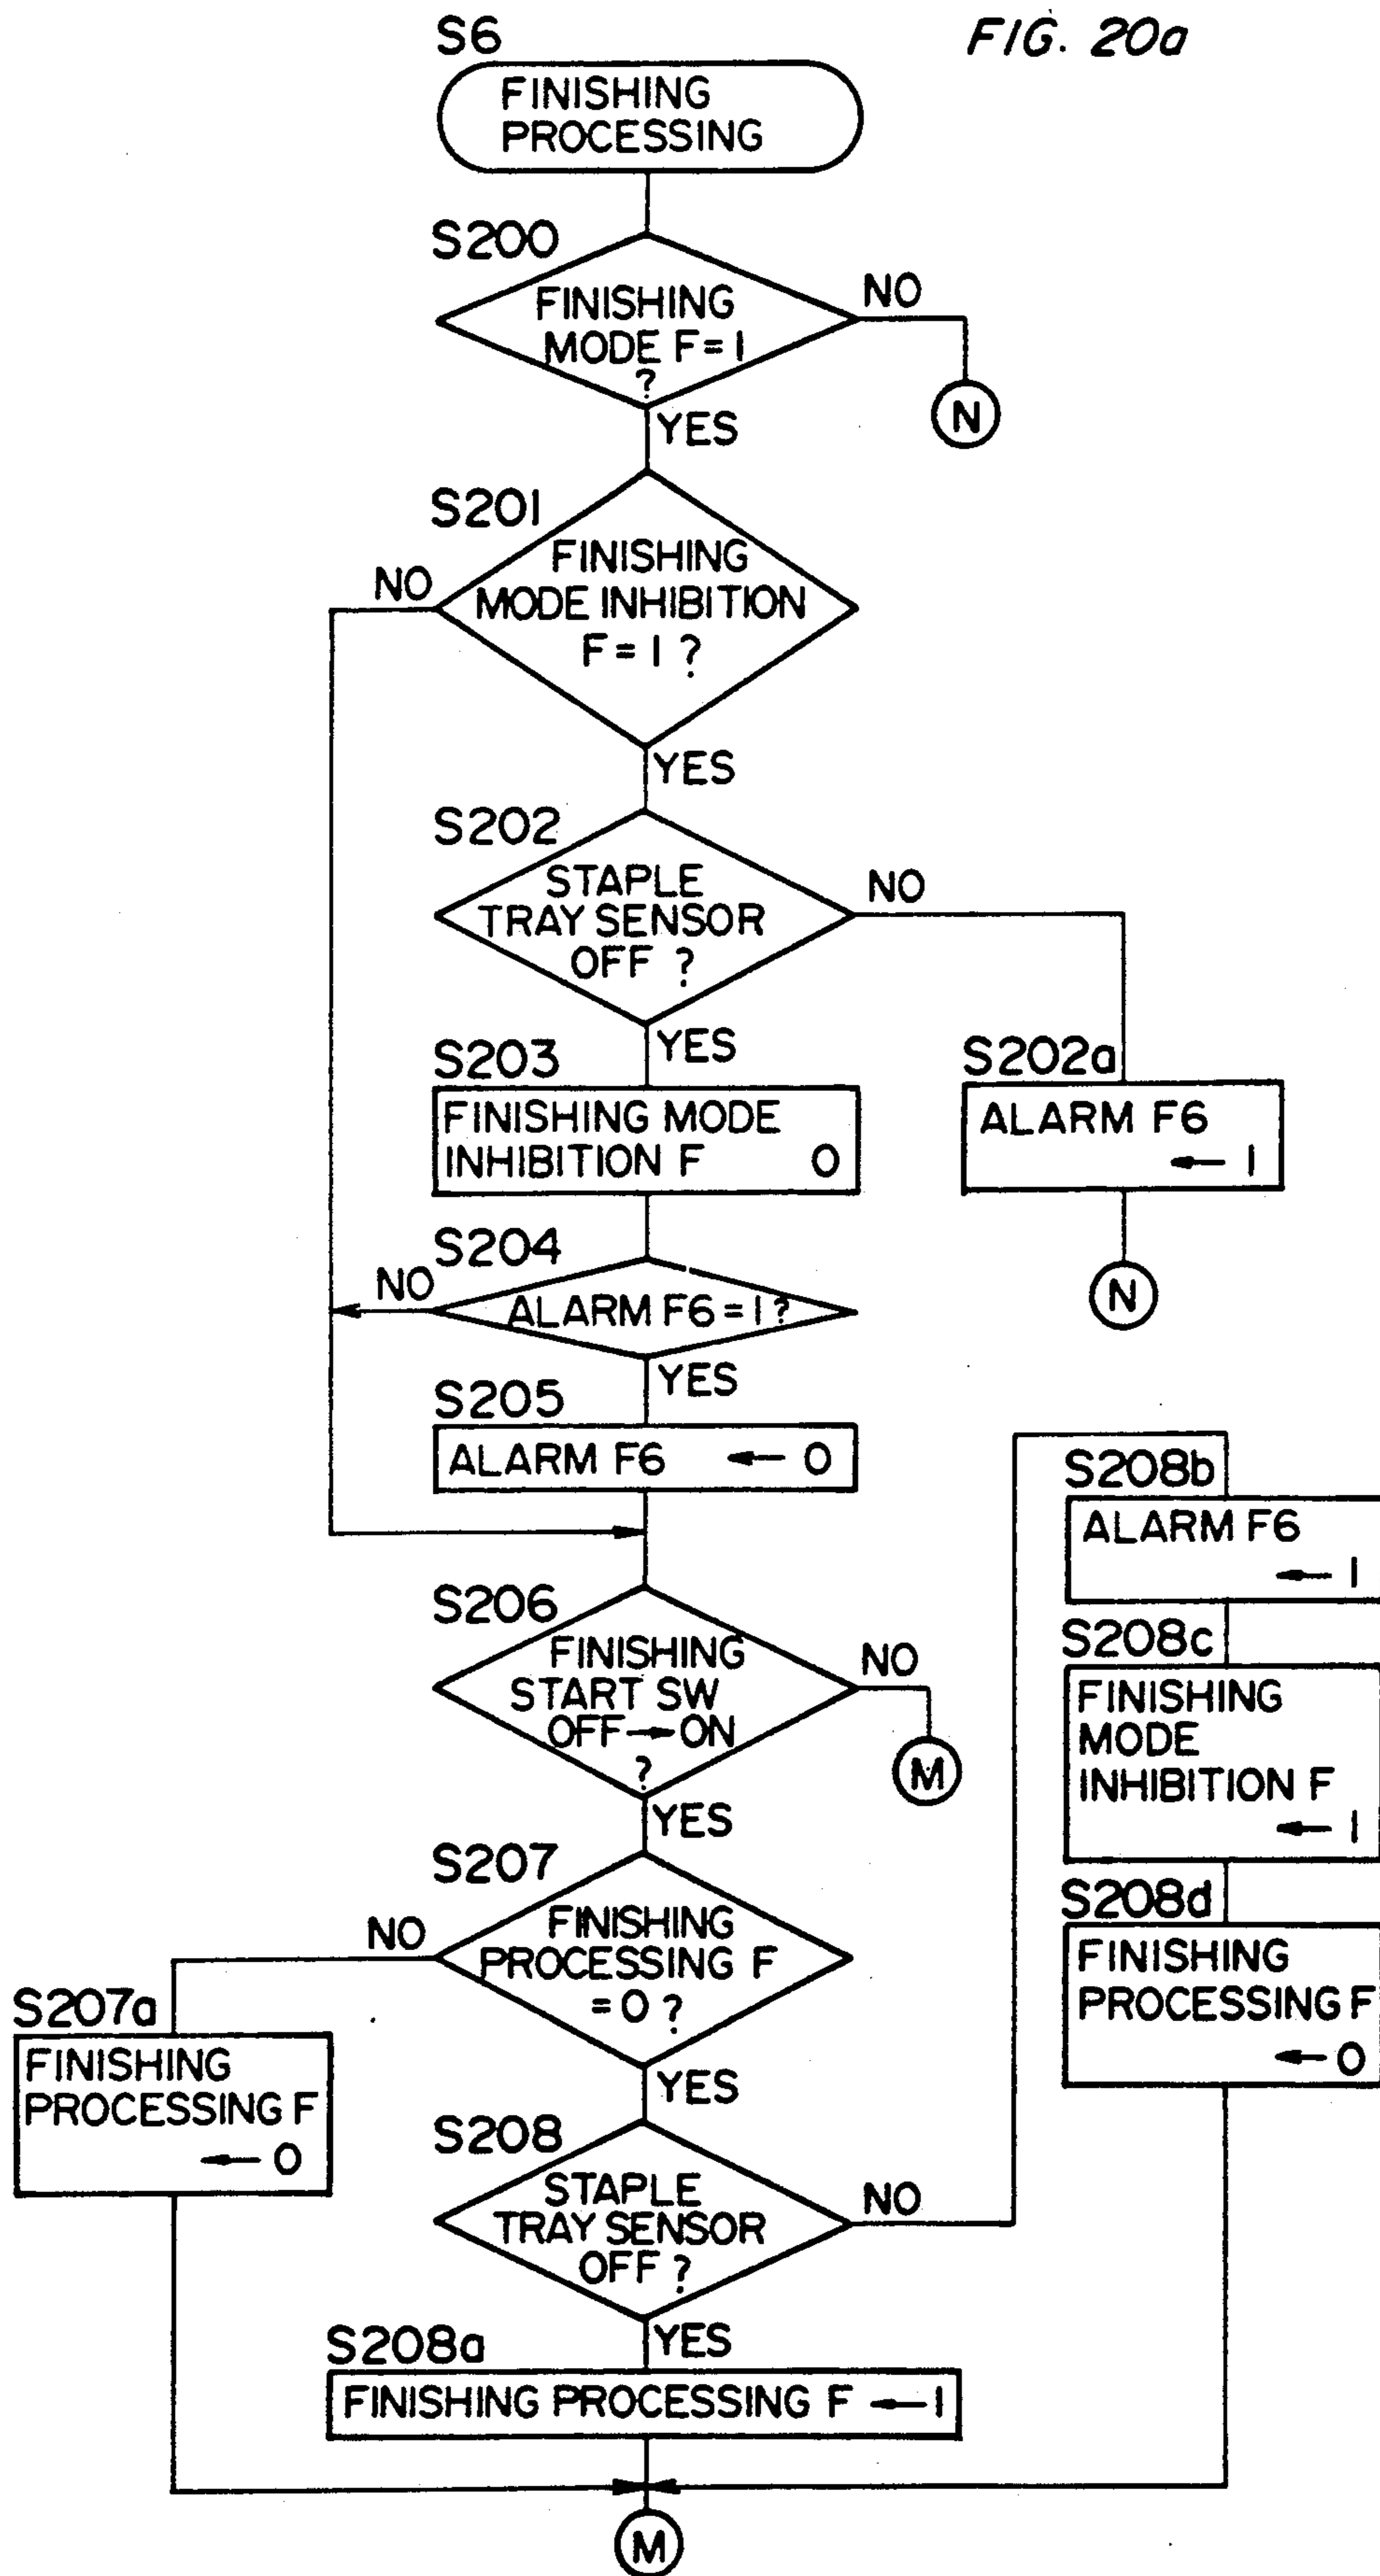 FIG. 20a
S6
FINISHING
PROCESSING
S200
FINISHING
MODE F=1
?
NO
N
YES
S201
FINISHING
MODE INHIBITION
F=1 ?
NO
YES
S202
STAPLE
TRAY SENSOR
OFF ?
NO
YES
S202a
ALARM F6
← 1
N
S203
FINISHING MODE
INHIBITION F 0
S204
ALARM F6=1?
NO
YES
S205
ALARM F6 ← 0
S206
FINISHING
START SW
OFF→ON
?
NO
M
YES
S207
FINISHING
PROCESSING F
=0 ?
NO
YES
S207a
FINISHING
PROCESSING F
← 0
S208
STAPLE
TRAY SENSOR
OFF ?
NO
YES
S208a
FINISHING PROCESSING F ← 1
S208b
ALARM F6
← 1
S208c
FINISHING
MODE
INHIBITION F
← 1
S208d
FINISHING
PROCESSING F
← 0
M